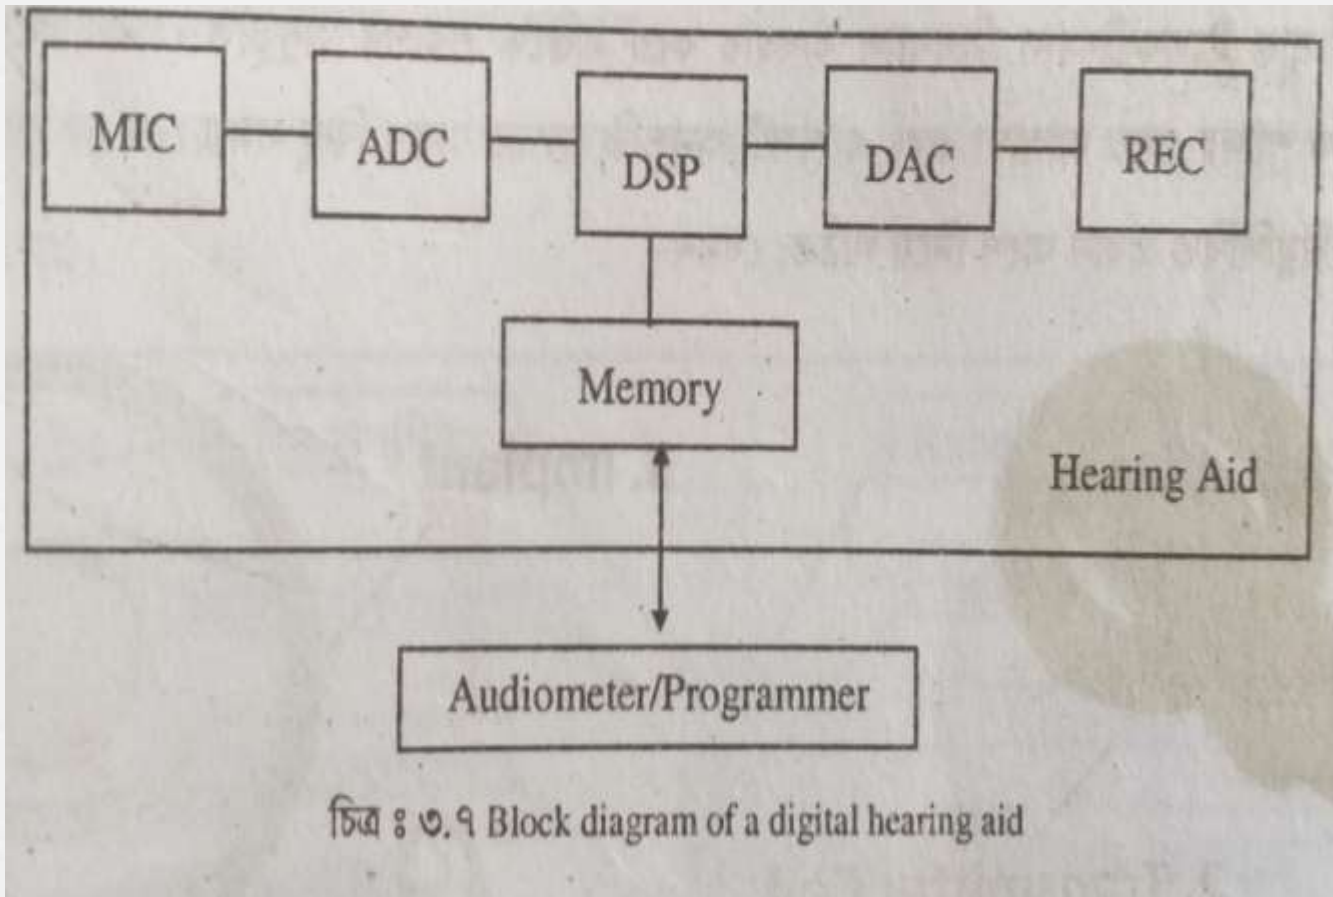 MIC ADC DSP DAC REC
Memory
Hearing Aid
Audiometer/Programmer
চিত্র ঃ ৩.৭ Block diagram of a digital hearing aid